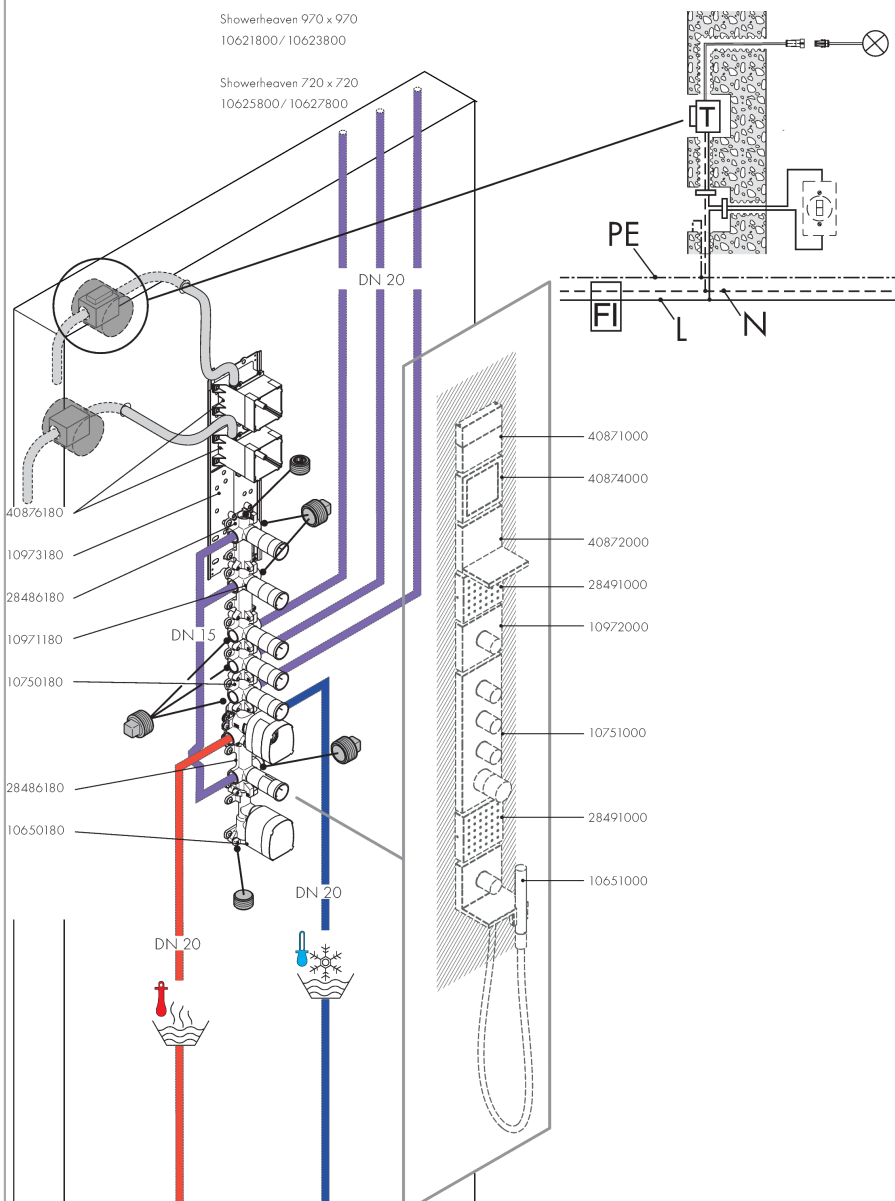 Showerheaven 970 x 970
10621800/10623800
Showerheaven 720 x 720
10625800/10627800
T
PE
DN 20
FI
L
N
40871000
40874000
40876180
40872000
10973180
28491000
28486180
10972000
10971180
DN 15
10750180
10751000
28486180
28491000
10650180
10651000
DN 20
DN 20